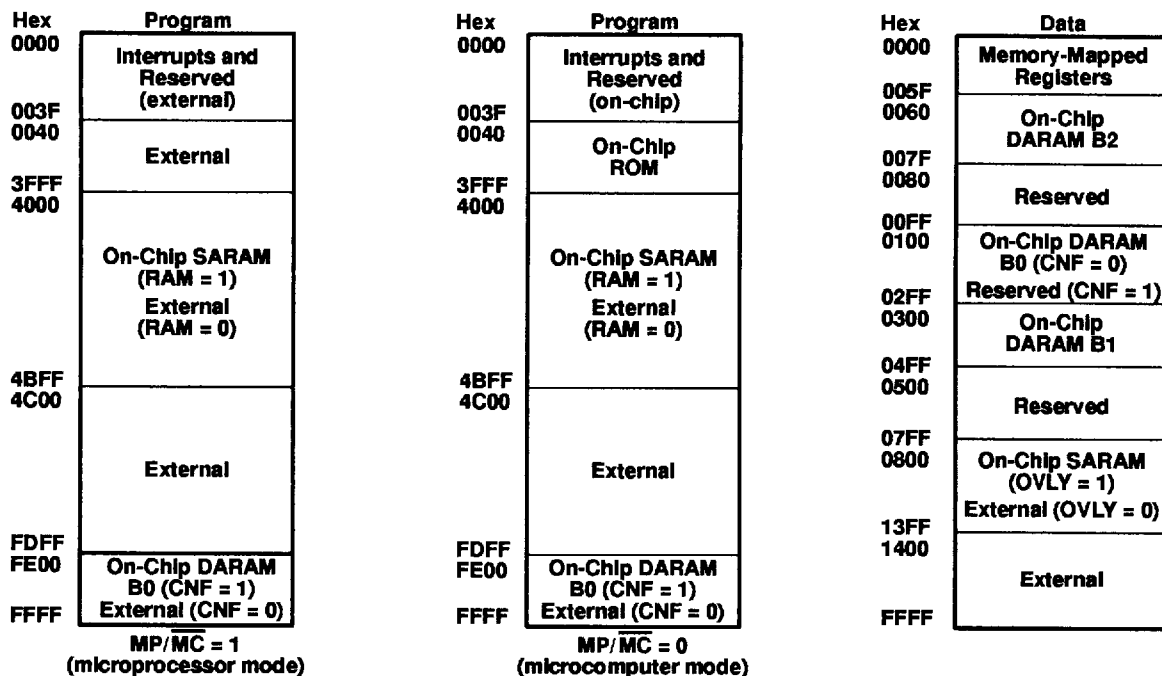 Hex Program
0000
Interrupts and
Reserved
(external)
003F
0040
External
3FFF
4000
On-Chip SARAM
(RAM = 1)
External
(RAM = 0)
4BFF
4C00
External
FDFF
FE00
On-Chip DARAM
B0 (CNF = 1)
External (CNF = 0)
FFFF
MP/M̅C̅ = 1
(microprocessor mode)
Hex Program
0000
Interrupts and
Reserved
(on-chip)
003F
0040
On-Chip
ROM
3FFF
4000
On-Chip SARAM
(RAM = 1)
External
(RAM = 0)
4BFF
4C00
External
FDFF
FE00
On-Chip DARAM
B0 (CNF = 1)
External (CNF = 0)
FFFF
MP/M̅C̅ = 0
(microcomputer mode)
Hex Data
0000
Memory-Mapped
Registers
005F
0060
On-Chip
DARAM B2
007F
0080
Reserved
00FF
0100
On-Chip DARAM
B0 (CNF = 0)
Reserved (CNF = 1)
02FF
0300
On-Chip
DARAM B1
04FF
0500
Reserved
07FF
0800
On-Chip SARAM
(OVLY = 1)
External (OVLY = 0)
13FF
1400
External
FFFF